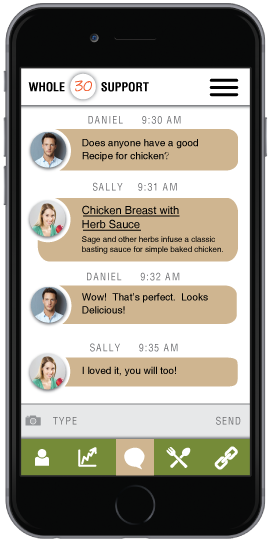 WHOLE 30 SUPPORT
DANIEL 9:30 AM
Does anyone have a good
Recipe for chicken?
SALLY 9:31 AM
Chicken Breast with
Herb Sauce
Sage and other herbs infuse a classic
basting sauce for simple baked chicken.
DANIEL 9:32 AM
Wow! That's perfect. Looks
Delicious!
SALLY 9:35 AM
I loved it, you will too!
TYPE SEND